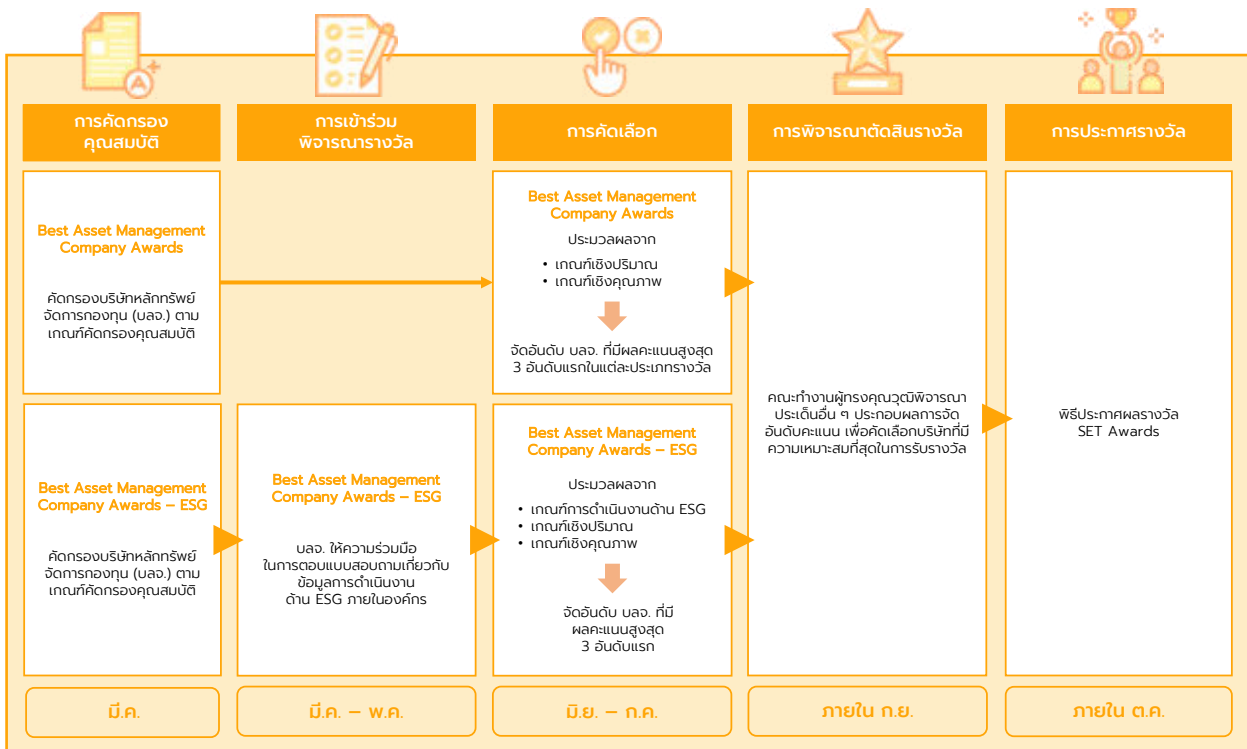 A+
การคัดกรอง
คุณสมบัติ
การเข้าร่วม
พิจารณารางวัล
การคัดเลือก
การพิจารณาตัดสินรางวัล
การประกาศรางวัล
Best Asset Management
Company Awards
คัดกรองบริษัทหลักทรัพย์
จัดการกองทุน (บลจ.) ตาม
เกณฑ์คัดกรองคุณสมบัติ
Best Asset Management
Company Awards
ประมวลผลจาก
• เกณฑ์เชิงปริมาณ
• เกณฑ์เชิงคุณภาพ
จัดอันดับ บลจ. ที่มีผลคะแนนสูงสุด
3 อันดับแรกในแต่ละประเภทรางวัล
Best Asset Management
Company Awards – ESG
คัดกรองบริษัทหลักทรัพย์
จัดการกองทุน (บลจ.) ตาม
เกณฑ์คัดกรองคุณสมบัติ
Best Asset Management
Company Awards – ESG
บลจ. ให้ความร่วมมือ
ในการตอบแบบสอบถามเกี่ยวกับ
ข้อมูลการดำเนินงาน
ด้าน ESG ภายในองค์กร
Best Asset Management
Company Awards – ESG
ประมวลผลจาก
• เกณฑ์การดำเนินงานด้าน ESG
• เกณฑ์เชิงปริมาณ
• เกณฑ์เชิงคุณภาพ
จัดอันดับ บลจ. ที่มี
ผลคะแนนสูงสุด
3 อันดับแรก
คณะทำงานผู้ทรงคุณวุฒิพิจารณา
ประเด็นอื่น ๆ ประกอบผลการจัด
อันดับคะแนน เพื่อคัดเลือกบริษัทที่มี
ความเหมาะสมที่สุดในการรับรางวัล
พิธีประกาศผลรางวัล
SET Awards
มี.ค.
มี.ค. – พ.ค.
มิ.ย. – ก.ค.
ภายใน ก.ย.
ภายใน ต.ค.